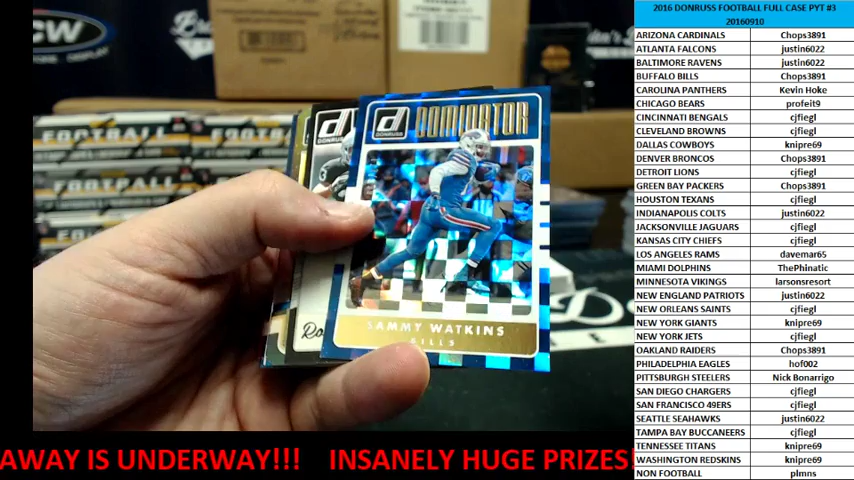 CW
FOOTBALL
FOOTBALL
DONRUSS
DONRUSS
DOMINATOR
SAMMY WATKINS
BILLS
Ro
AWAY IS UNDERWAY!!! INSANELY HUGE PRIZES!
2016 DONRUSS FOOTBALL FULL CASE PYT #3
20160910
ARIZONA CARDINALS Chops3891
ATLANTA FALCONS justin6022
BALTIMORE RAVENS justin6022
BUFFALO BILLS Chops3891
CAROLINA PANTHERS Kevin Hoke
CHICAGO BEARS profeit9
CINCINNATI BENGALS cjfiegl
CLEVELAND BROWNS cjfiegl
DALLAS COWBOYS knipre69
DENVER BRONCOS Chops3891
DETROIT LIONS cjfiegl
GREEN BAY PACKERS Chops3891
HOUSTON TEXANS cjfiegl
INDIANAPOLIS COLTS justin6022
JACKSONVILLE JAGUARS cjfiegl
KANSAS CITY CHIEFS cjfiegl
LOS ANGELES RAMS davemar65
MIAMI DOLPHINS ThePhinatic
MINNESOTA VIKINGS larsonsresort
NEW ENGLAND PATRIOTS justin6022
NEW ORLEANS SAINTS cjfiegl
NEW YORK GIANTS knipre69
NEW YORK JETS cjfiegl
OAKLAND RAIDERS Chops3891
PHILADELPHIA EAGLES hof002
PITTSBURGH STEELERS Nick Bonarrigo
SAN DIEGO CHARGERS cjfiegl
SAN FRANCISCO 49ERS cjfiegl
SEATTLE SEAHAWKS justin6022
TAMPA BAY BUCCANEERS cjfiegl
TENNESSEE TITANS knipre69
WASHINGTON REDSKINS knipre69
NON FOOTBALL plmns